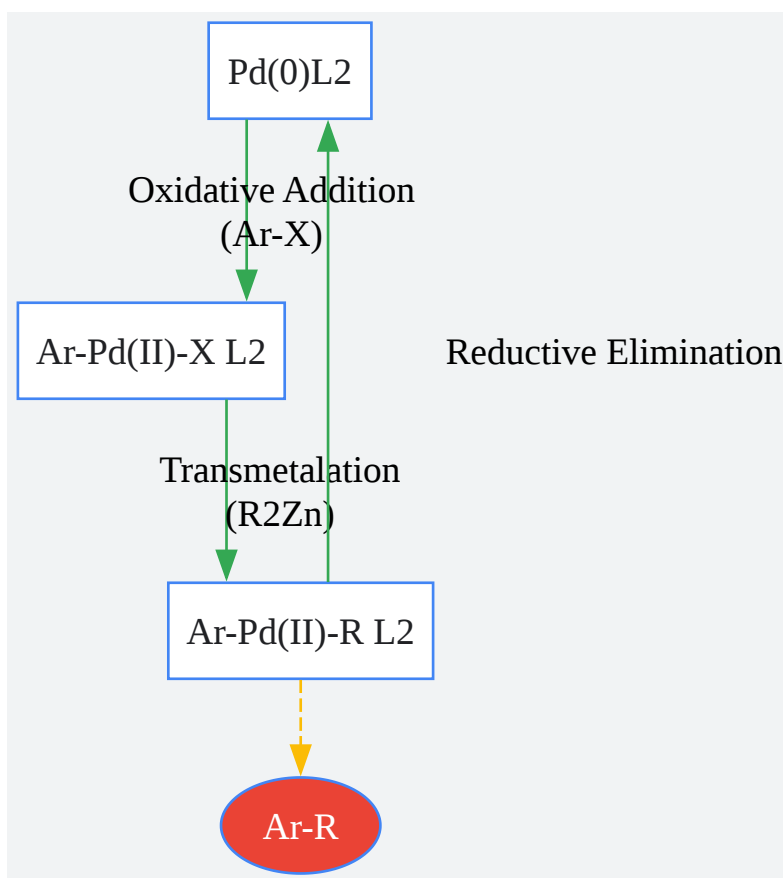 Pd(0)L2
Oxidative Addition
(Ar-X)
Ar-Pd(II)-X L2
Reductive Elimination
Transmetalation
(R2Zn)
Ar-Pd(II)-R L2
Ar-R